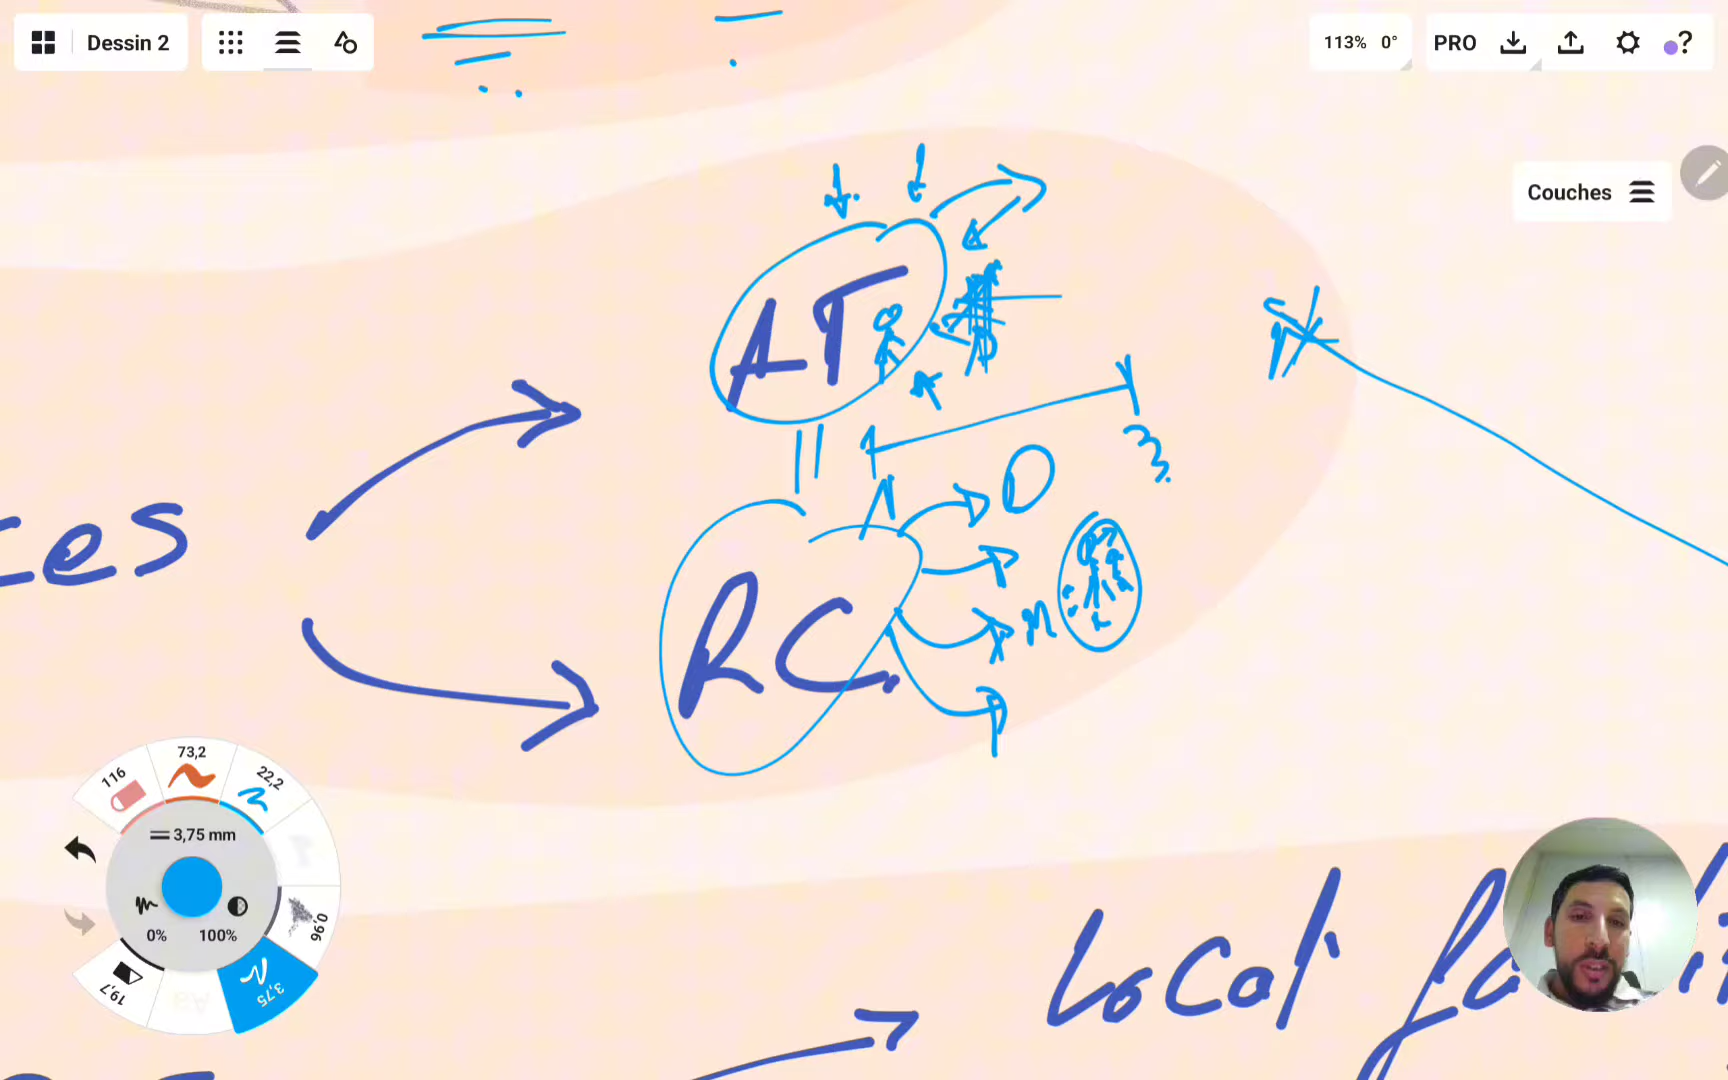 Dessin 2
113% 0°
PRO
?
Couches
AT
3
D
ces
M
RC.
73,2
116
22,2
3,75 mm
0,96
0% 100%
3,75
19,7
Local